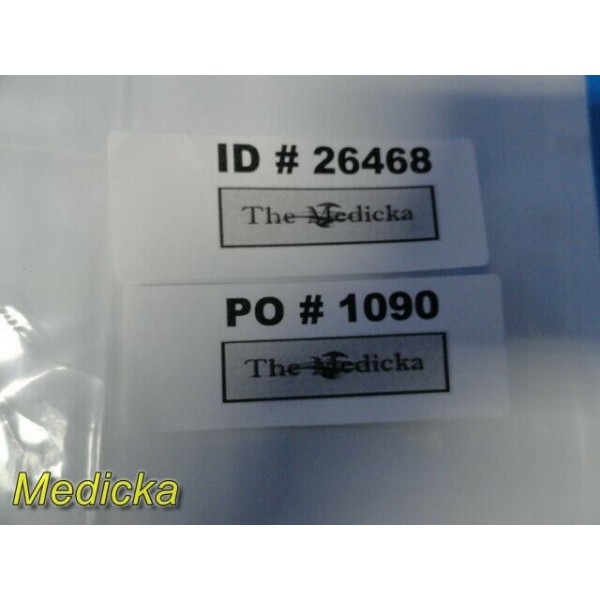 ID # 26468
The Medicka
PO # 1090
The Medicka
Medicka